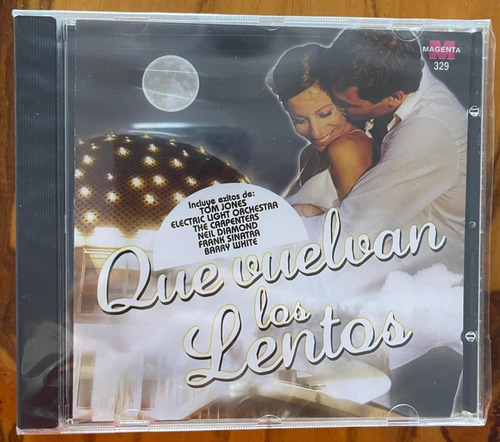 MAGENTA
329
Incluye exitos de:
TOM JONES
ELECTRIC LIGHT ORCHESTRA
THE CARPENTERS
NEIL DIAMOND
FRANK SINATRA
BARRY WHITE
Que vuelvan
los
Lentos